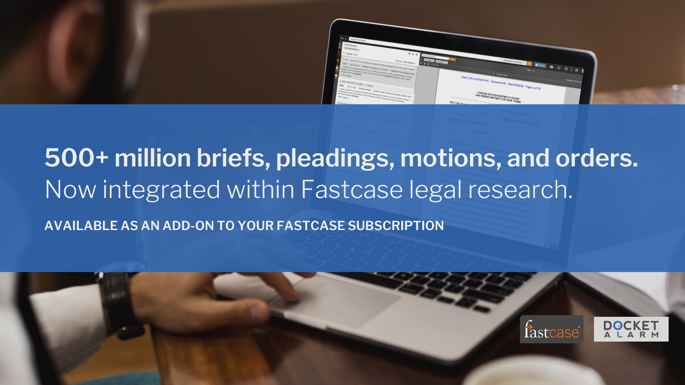 500+ million briefs, pleadings, motions, and orders.
Now integrated within Fastcase legal research.
AVAILABLE AS AN ADD-ON TO YOUR FASTCASE SUBSCRIPTION
fastcase
DOCKET
ALARM